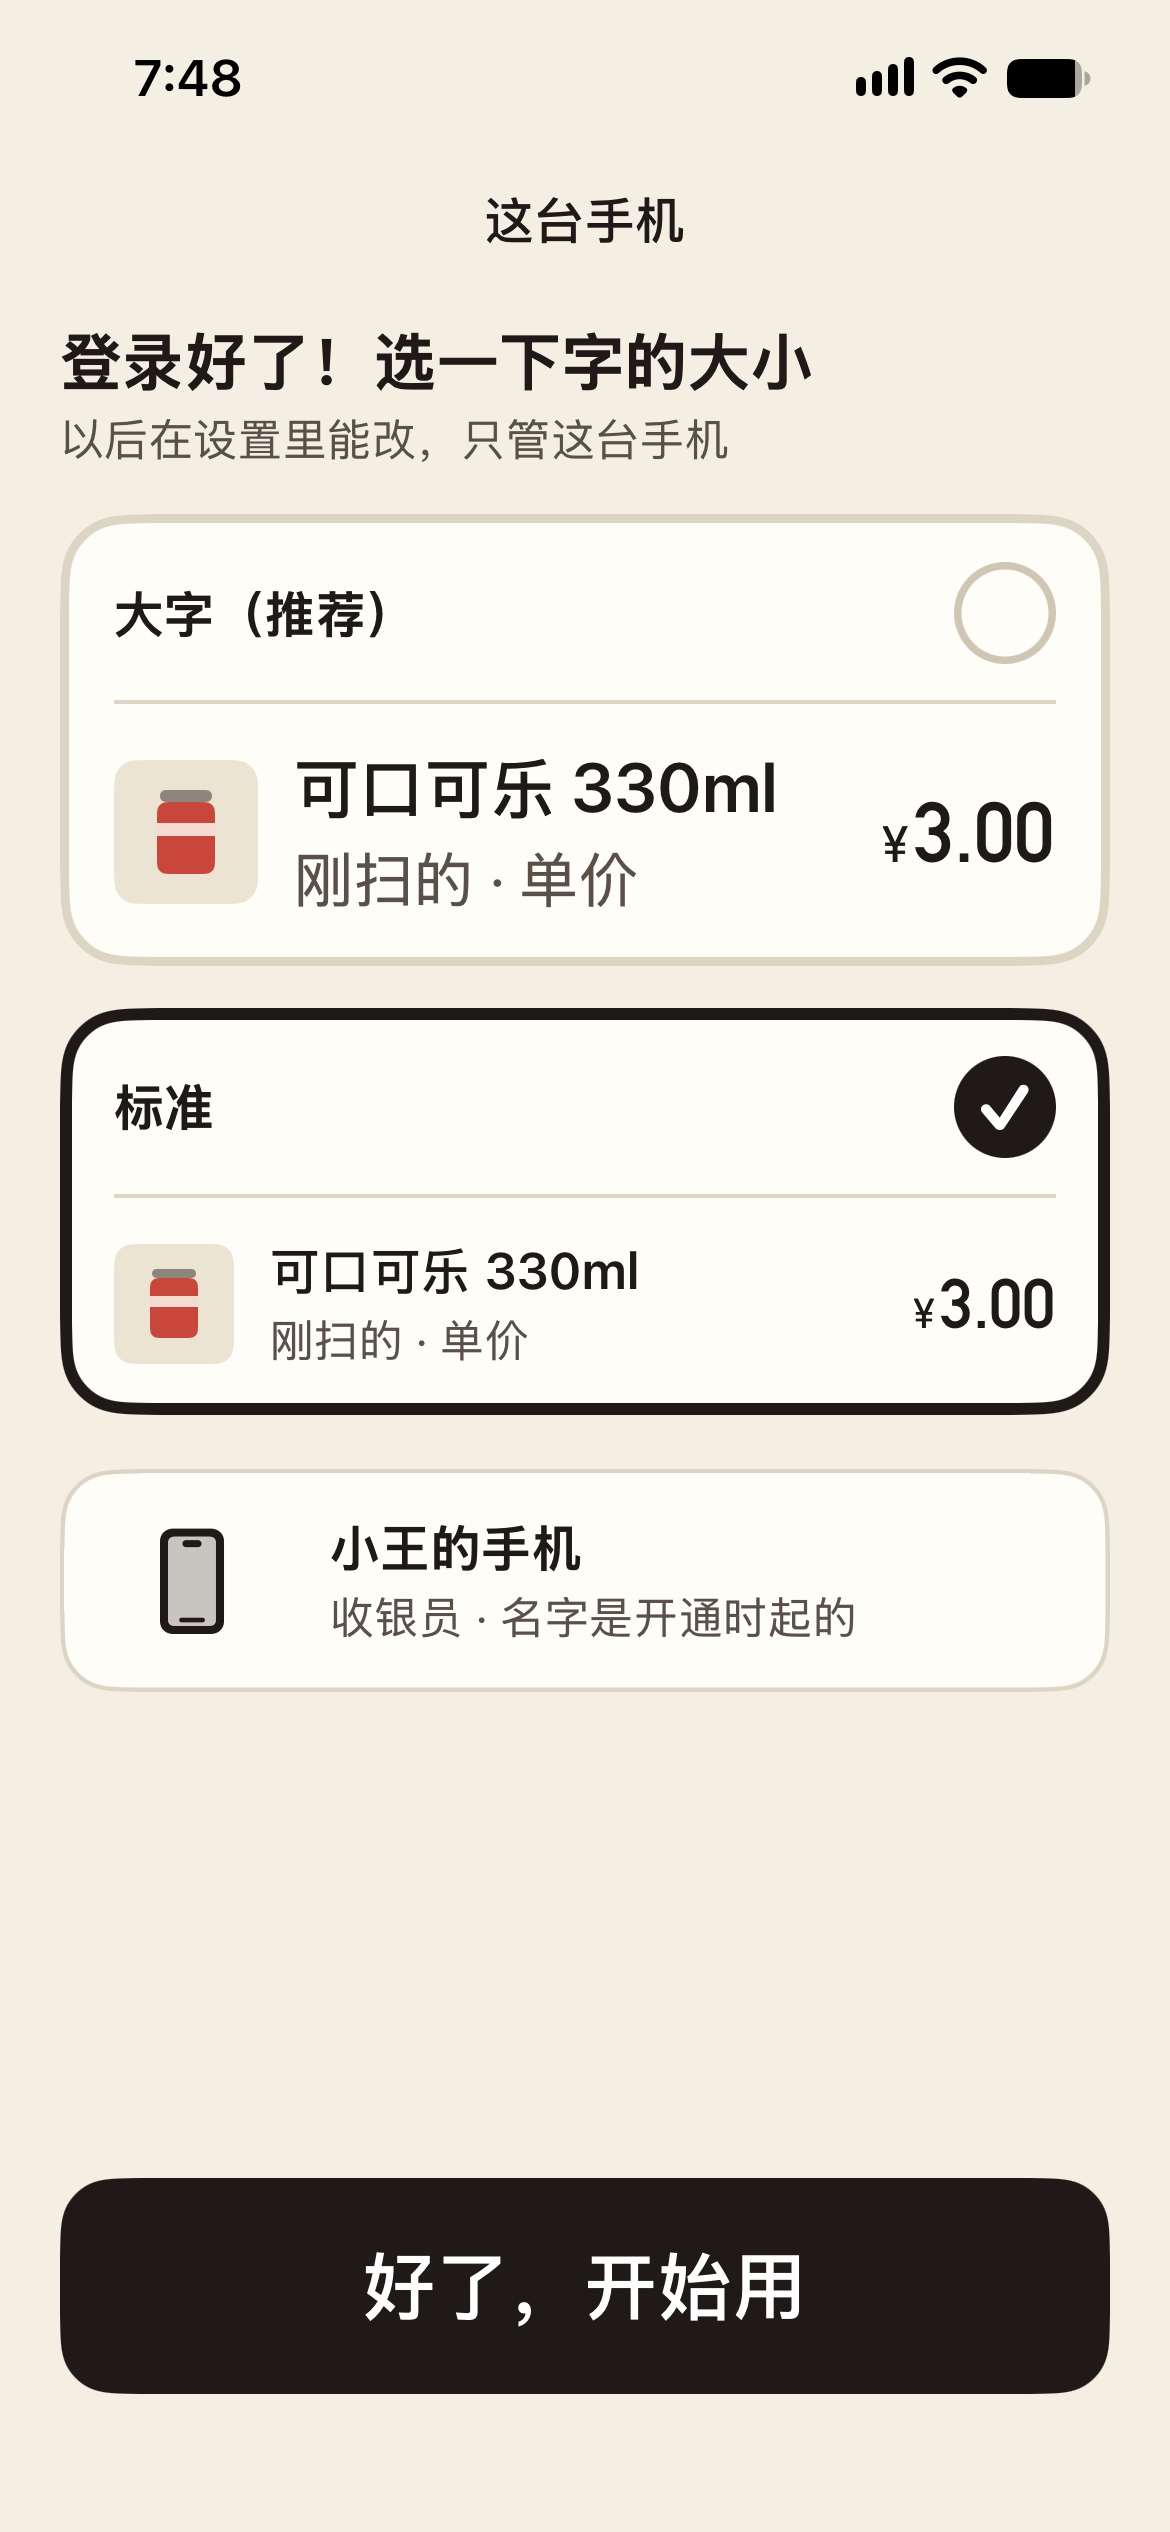 7:48
这台手机
登录好了！选一下字的大小
以后在设置里能改，只管这台手机
大字（推荐）
可口可乐 330ml
刚扫的 · 单价
¥3.00
标准
可口可乐 330ml
刚扫的 · 单价
¥3.00
小王的手机
收银员 · 名字是开通时起的
好了，开始用